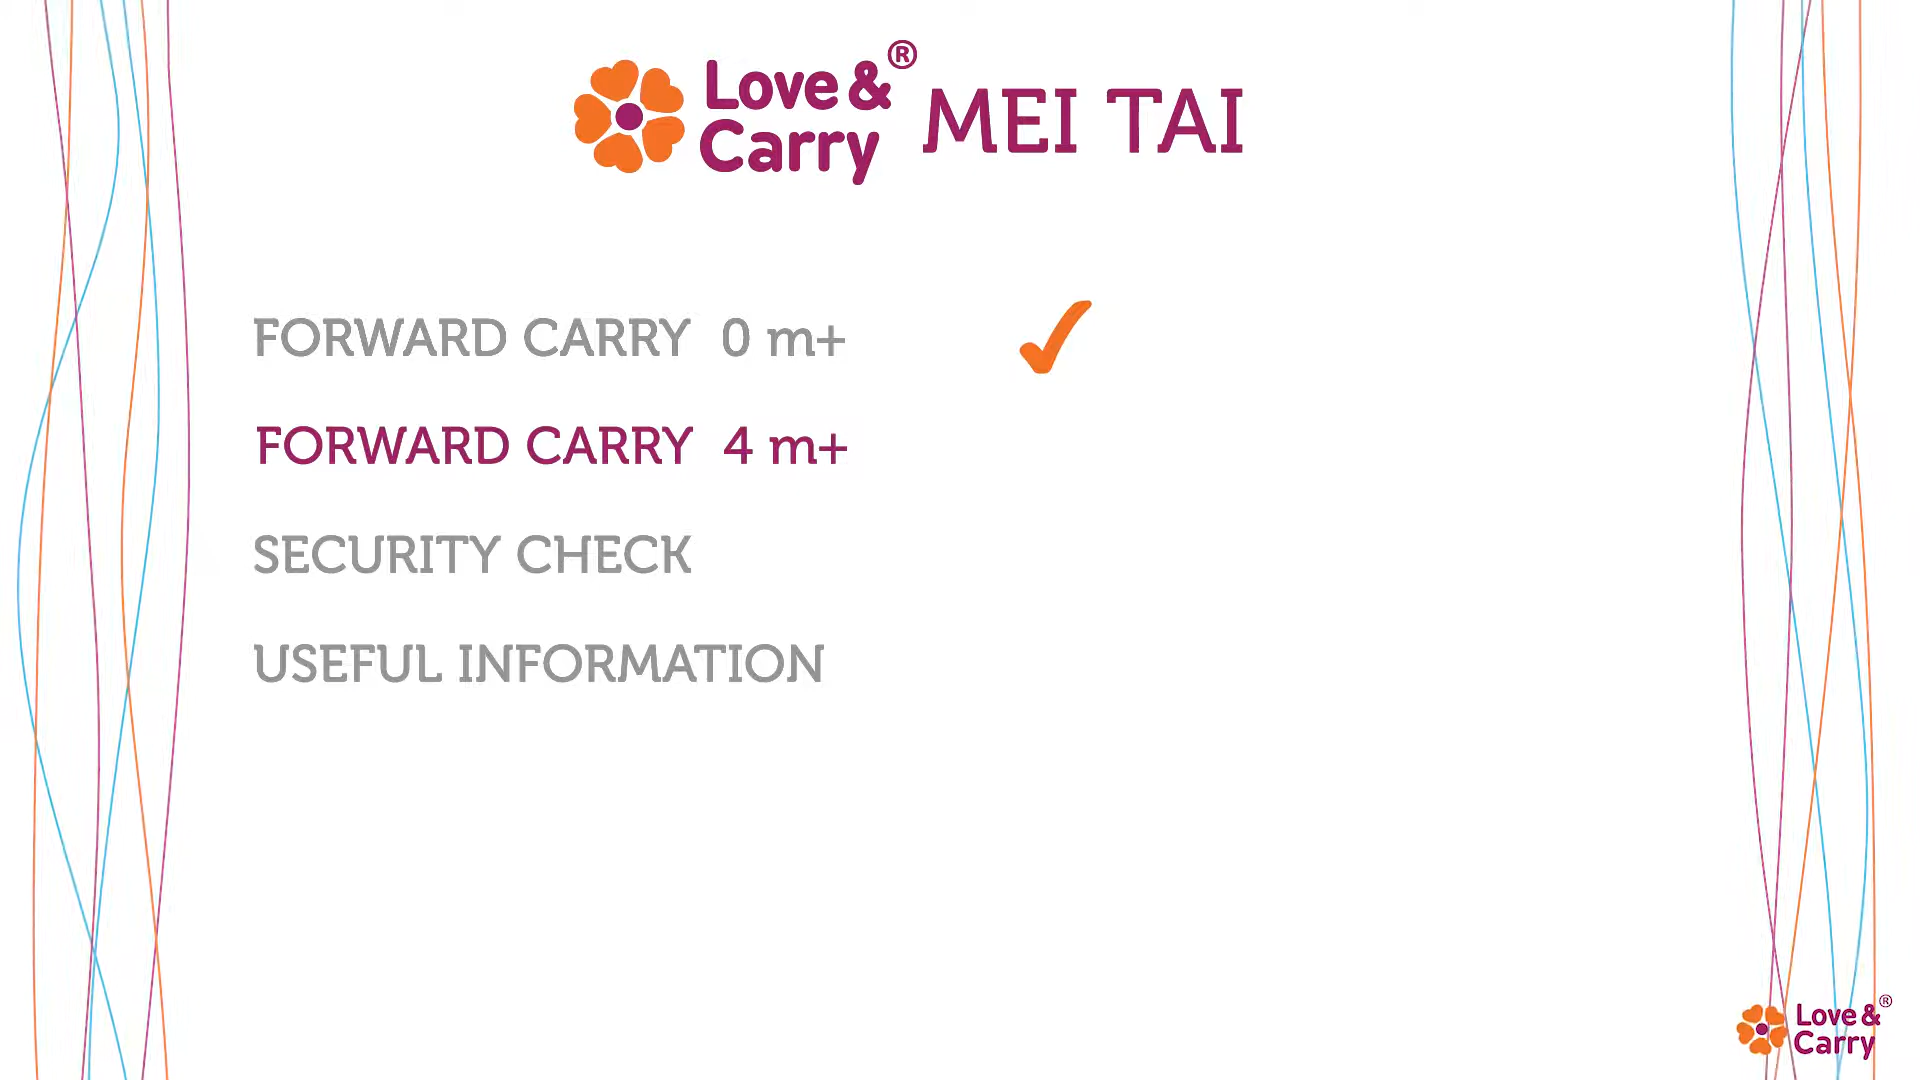 Love &® MEI TAI
Carry
FORWARD CARRY 0 m+
FORWARD CARRY 4 m+
SECURITY CHECK
USEFUL INFORMATION
Love &®
Carry